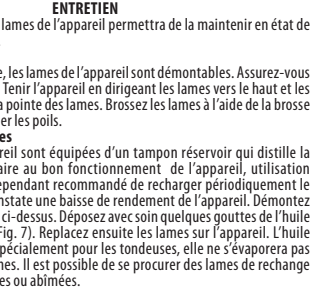 ENTRETIEN
lames de l’appareil permettra de la maintenir en état de
, les lames de l’appareil sont démontables. Assurez-vous
Tenir l’appareil en dirigeant les lames vers le haut et les
a pointe des lames. Brossez les lames à l’aide de la brosse
er les poils.
es
reil sont équipées d’un tampon réservoir qui distille la
aire au bon fonctionnement de l’appareil, utilisation
ependant recommandé de recharger périodiquement le
nstate une baisse de rendement de l’appareil. Démontez
ci-dessus. Déposez avec soin quelques gouttes de l’huile
Fig. 7). Replacez ensuite les lames sur l’appareil. L’huile
pécialement pour les tondeuses, elle ne s’évaporera pas
nes. Il est possible de se procurer des lames de rechange
es ou abîmées.